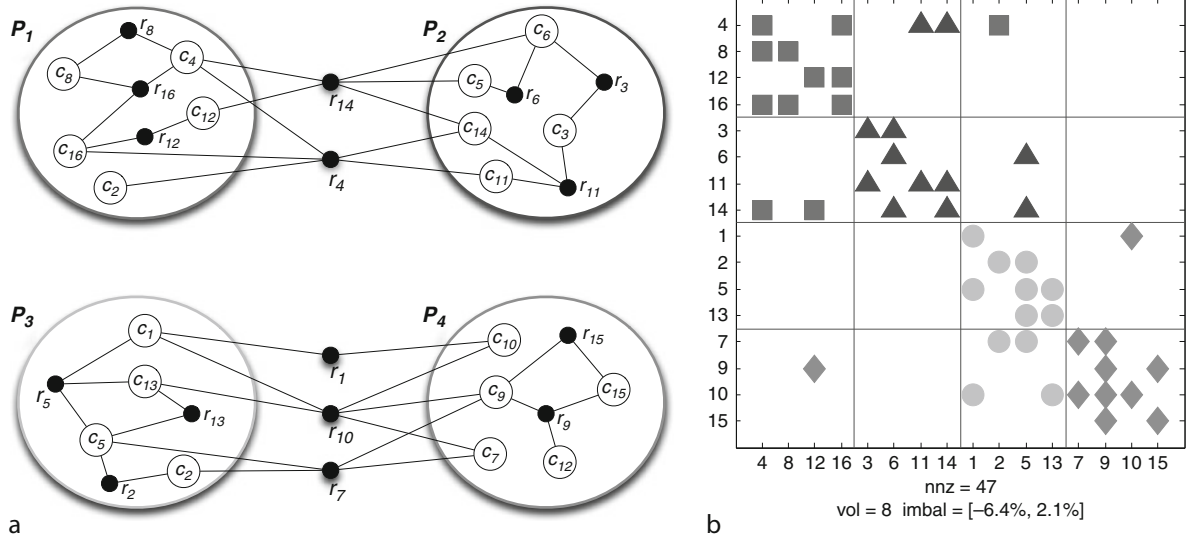 P1
r8
c8
c4
r16
c12
r12
c16
c2
r14
r4
P2
c6
c5
r6
r3
c14
c3
c11
r11
P3
c1
r5
c13
r13
c5
r2
c2
r1
r10
r7
P4
c10
r15
c9
c15
r9
c7
c12
a
4
8
12
16
3
6
11
14
1
2
5
13
7
9
10
15
4 8 12 16 3 6 11 14 1 2 5 13 7 9 10 15
nnz = 47
vol = 8 imbal = [–6.4%, 2.1%]
b